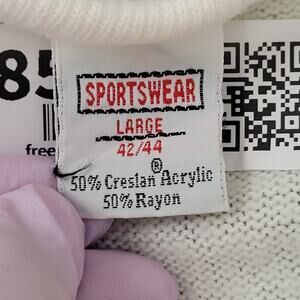 85
free
SPORTSWEAR
LARGE
42/44
®
50% Creslan Acrylic
50% Rayon